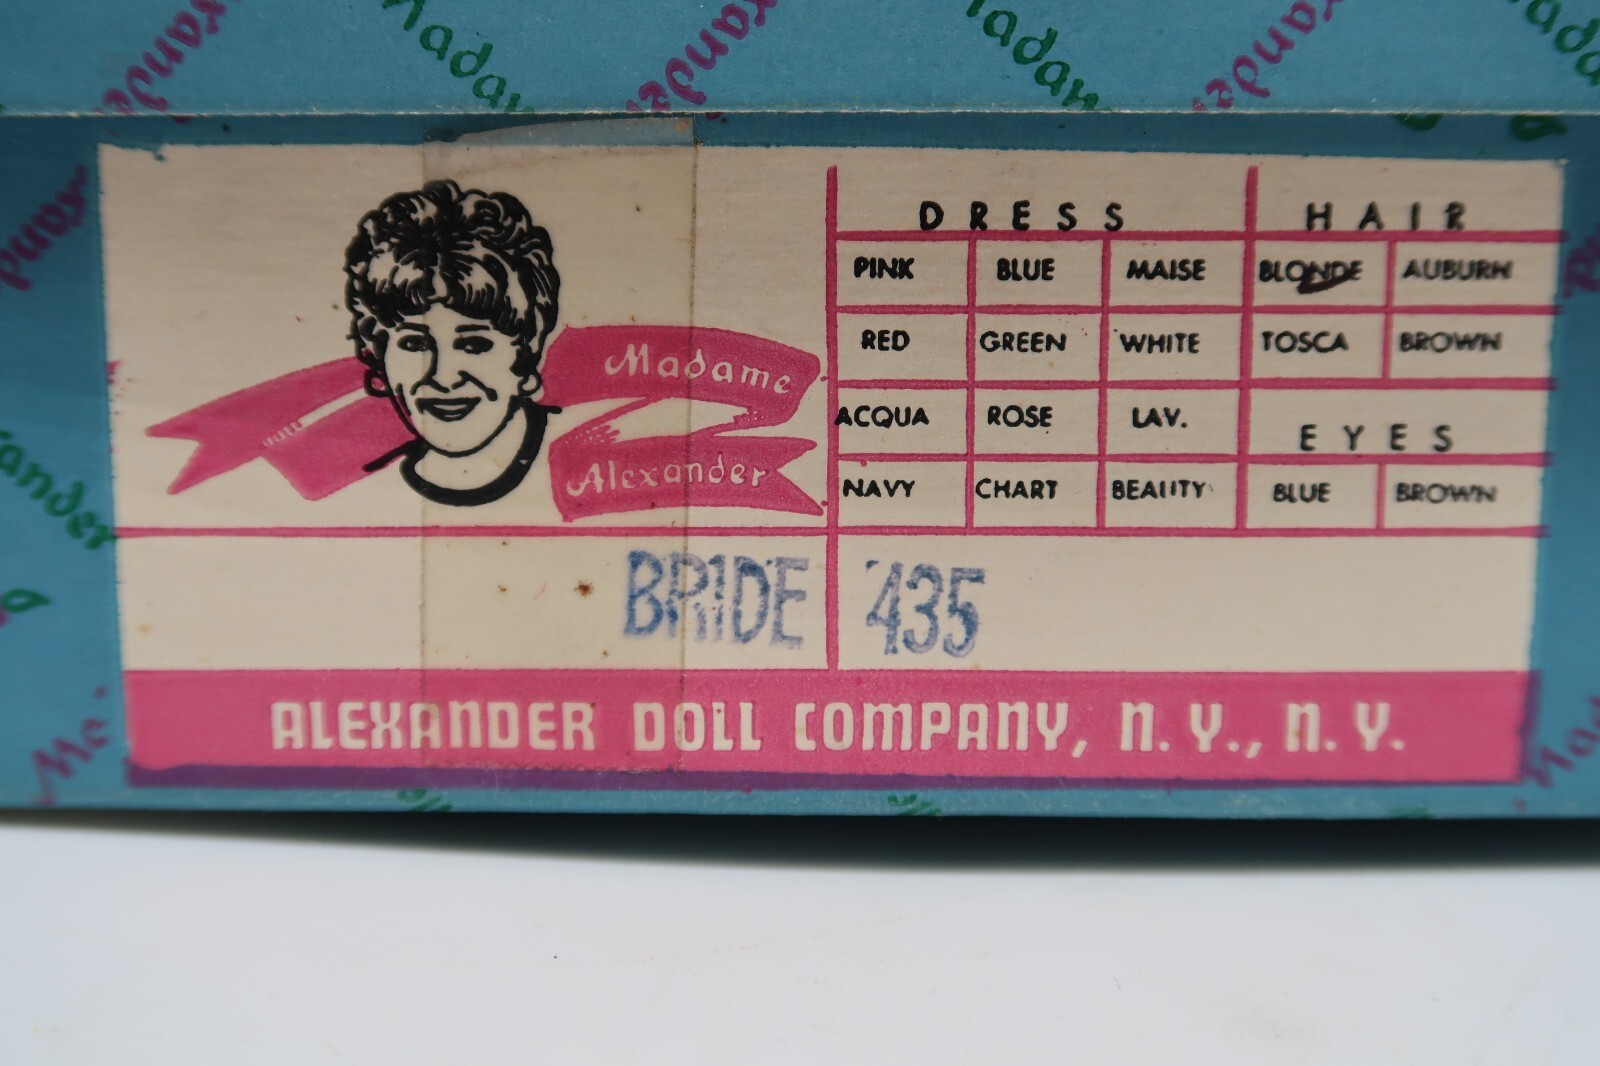 Madame
Alexander
DRESS HAIR
PINK BLUE MAISE BLONDE AUBURN
RED GREEN WHITE TOSCA BROWN
ACQUA ROSE LAV.
EYES
NAVY CHART BEAUTY BLUE BROWN
BRIDE 435
ALEXANDER DOLL COMPANY, N.Y., N.Y.